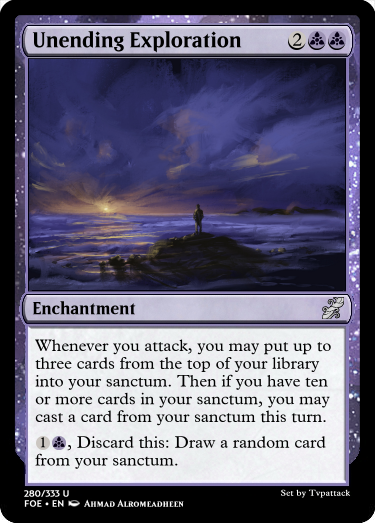 Unending Exploration 2
Enchantment
Whenever you attack, you may put up to
three cards from the top of your library
into your sanctum. Then if you have ten
or more cards in your sanctum, you may
cast a card from your sanctum this turn.
1, Discard this: Draw a random card
from your sanctum.
280/333 U
Set by Tvpattack
FOE • EN Ahmad Alromeadheen